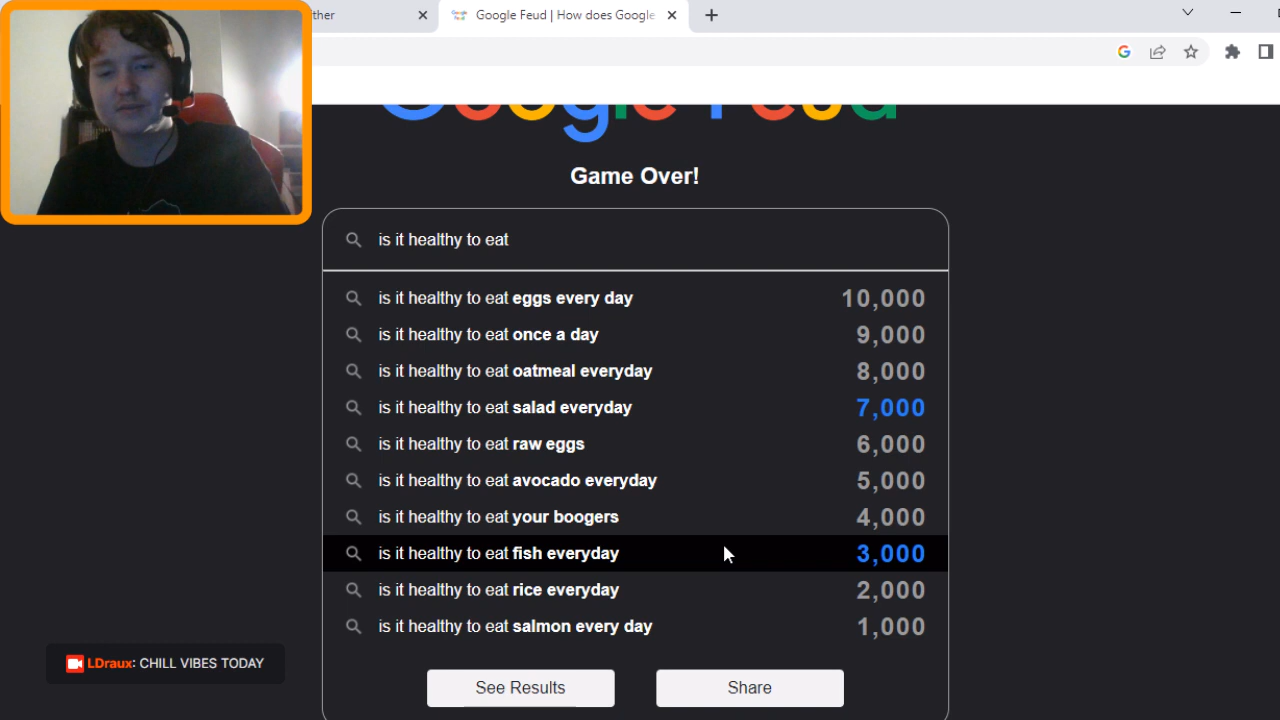 ther
Google Feud | How does Google
Google Feud
Game Over!
is it healthy to eat
is it healthy to eat eggs every day 10,000
is it healthy to eat once a day 9,000
is it healthy to eat oatmeal everyday 8,000
is it healthy to eat salad everyday 7,000
is it healthy to eat raw eggs 6,000
is it healthy to eat avocado everyday 5,000
is it healthy to eat your boogers 4,000
is it healthy to eat fish everyday 3,000
is it healthy to eat rice everyday 2,000
is it healthy to eat salmon every day 1,000
LDraux: CHILL VIBES TODAY
See Results Share